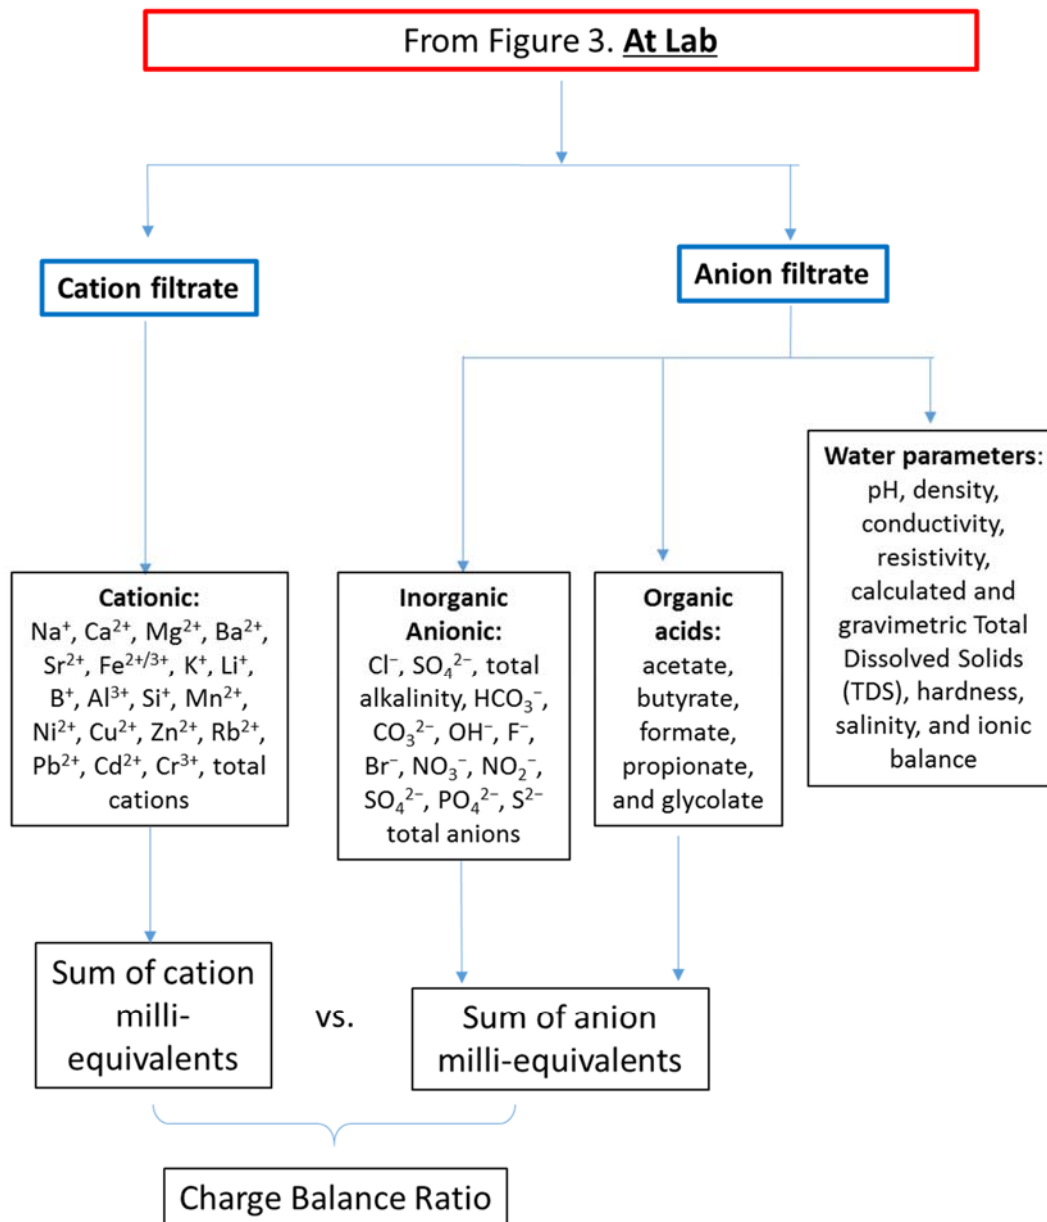 From Figure 3. At Lab
Cation filtrate
Anion filtrate
Cationic:
Na⁺, Ca²⁺, Mg²⁺, Ba²⁺,
Sr²⁺, Fe²⁺/³⁺, K⁺, Li⁺,
B⁺, Al³⁺, Si⁺, Mn²⁺,
Ni²⁺, Cu²⁺, Zn²⁺, Rb²⁺,
Pb²⁺, Cd²⁺, Cr³⁺, total
cations
Inorganic
Anionic:
Cl⁻, SO₄²⁻, total
alkalinity, HCO₃⁻,
CO₃²⁻, OH⁻, F⁻,
Br⁻, NO₃⁻, NO₂⁻,
SO₄²⁻, PO₄²⁻, S²⁻
total anions
Organic
acids:
acetate,
butyrate,
formate,
propionate,
and glycolate
Water parameters:
pH, density,
conductivity,
resistivity,
calculated and
gravimetric Total
Dissolved Solids
(TDS), hardness,
salinity, and ionic
balance
Sum of cation
milli-
equivalents
vs.
Sum of anion
milli-equivalents
Charge Balance Ratio